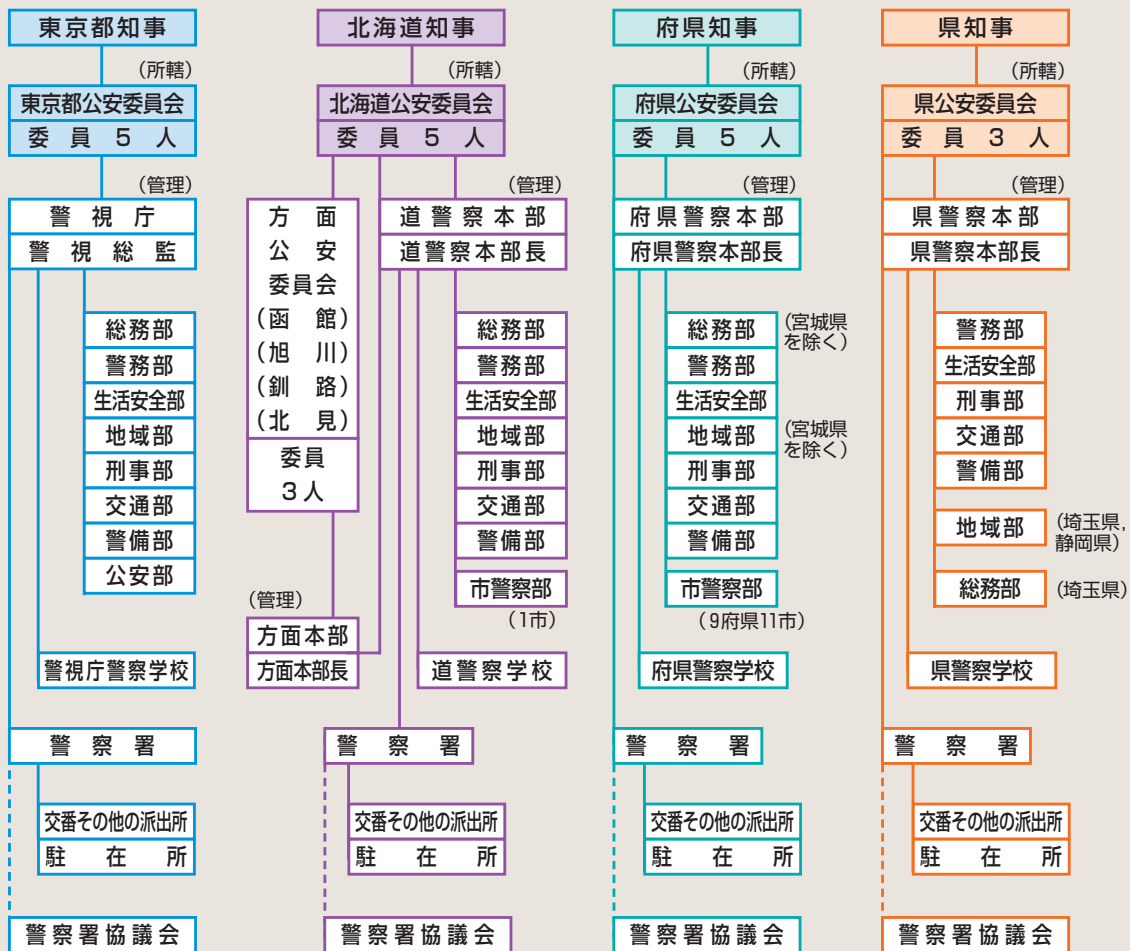 東京都知事
(所轄)
東京都公安委員会
委員5人
(管理)
警視庁
警視総監
総務部
警務部
生活安全部
地域部
刑事部
交通部
警備部
公安部
警視庁警察学校
警察署
交番その他の派出所
駐在所
警察署協議会
北海道知事
(所轄)
北海道公安委員会
委員5人
方面
公安
委員会
(函館)
(旭川)
(釧路)
(北見)
委員
3人
(管理)
方面本部
方面本部長
(管理)
道警察本部
道警察本部長
総務部
警務部
生活安全部
地域部
刑事部
交通部
警備部
市警察部
(1市)
道警察学校
警察署
交番その他の派出所
駐在所
警察署協議会
府県知事
(所轄)
府県公安委員会
委員5人
(管理)
府県警察本部
府県警察本部長
総務部
(宮城県
を除く)
警務部
生活安全部
地域部
(宮城県
を除く)
刑事部
交通部
警備部
市警察部
(9府県11市)
府県警察学校
警察署
交番その他の派出所
駐在所
警察署協議会
県知事
(所轄)
県公安委員会
委員3人
(管理)
県警察本部
県警察本部長
警務部
生活安全部
刑事部
交通部
警備部
地域部
(埼玉県,
静岡県)
総務部
(埼玉県)
県警察学校
警察署
交番その他の派出所
駐在所
警察署協議会